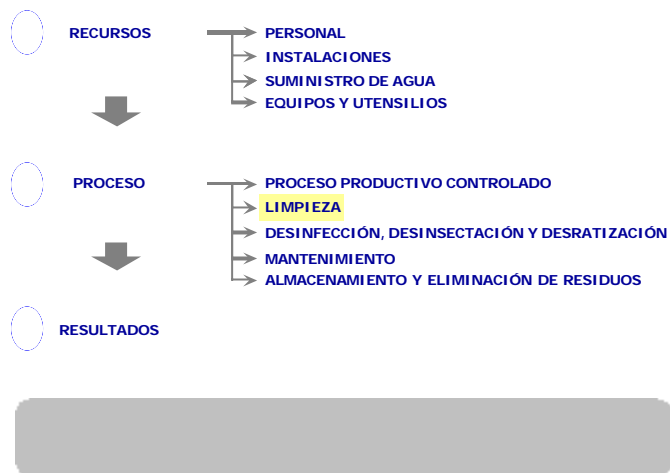 RECURSOS
PERSONAL
INSTALACIONES
SUMINISTRO DE AGUA
EQUIPOS Y UTENSILIOS
PROCESO
PROCESO PRODUCTIVO CONTROLADO
LIMPIEZA
DESINFECCIÓN, DESINSECTACIÓN Y DESRATIZACIÓN
MANTENIMIENTO
ALMACENAMIENTO Y ELIMINACIÓN DE RESIDUOS
RESULTADOS